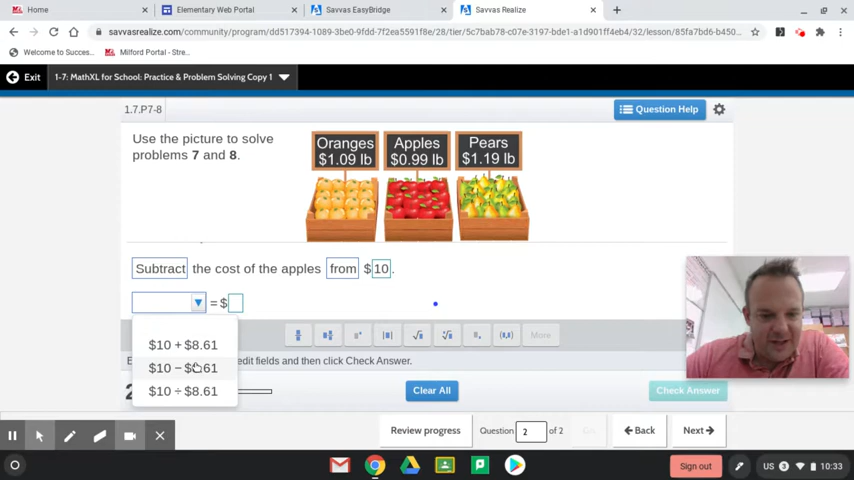 Home
Elementary Web Portal
Savvas EasyBridge
Savvas Realize
savvasrealize.com/community/program/dd517394-1089-3bd0-9fdd-7f2ea5591f8e/28/tier/5c7bab78-c07e-3197-bde1-a1d901ff4eb4/32/lesson/85fa7bd6-b450...
Welcome to Succes...
Milford Portal - Stre...
Exit
1-7: MathXL for School: Practice & Problem Solving Copy 1
1.7.P7-8
Question Help
Use the picture to solve
problems 7 and 8.
Oranges
$1.09 lb
Apples
$0.99 lb
Pears
$1.19 lb
Subtract the cost of the apples from $10.
= $
$10 + $8.61
$10 − $8.61
$10 ÷ $8.61
More
edit fields and then click Check Answer.
Clear All
Check Answer
Review progress
Question 2 of 2
Back
Next
Sign out
US
3
10:33